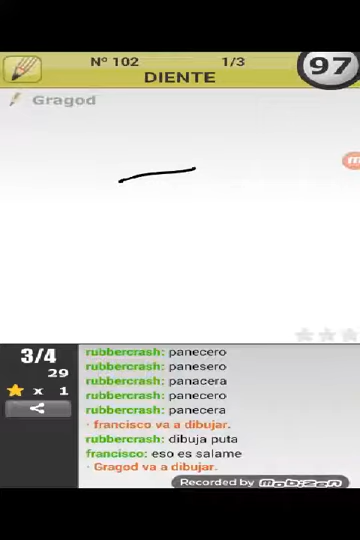 Nº 102 1/3 97
DIENTE
Gragod
3/4
29
x 1
rubbercrash: panecero
rubbercrash: panesero
rubbercrash: panacera
rubbercrash: panecero
rubbercrash: panecera
· francisco va a dibujar.
rubbercrash: dibuja puta
francisco: eso es salame
· Gragod va a dibujar.
Recorded by mobizen